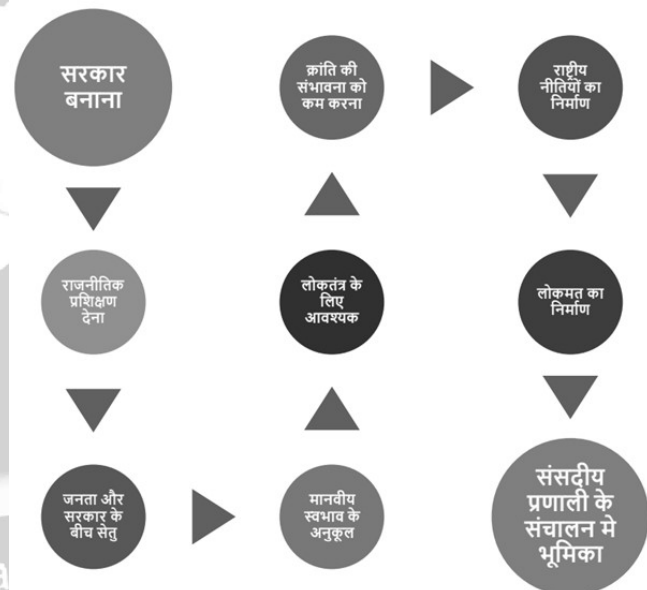 सरकार
बनाना
राजनीतिक
प्रशिक्षण
देना
जनता और
सरकार के
बीच सेतु
मानवीय
स्वभाव के
अनुकूल
लोकतंत्र के
लिए
आवश्यक
क्रांति की
संभावना को
कम करना
राष्ट्रीय
नीतियों का
निर्माण
लोकमत का
निर्माण
संसदीय
प्रणाली के
संचालन मे
भूमिका